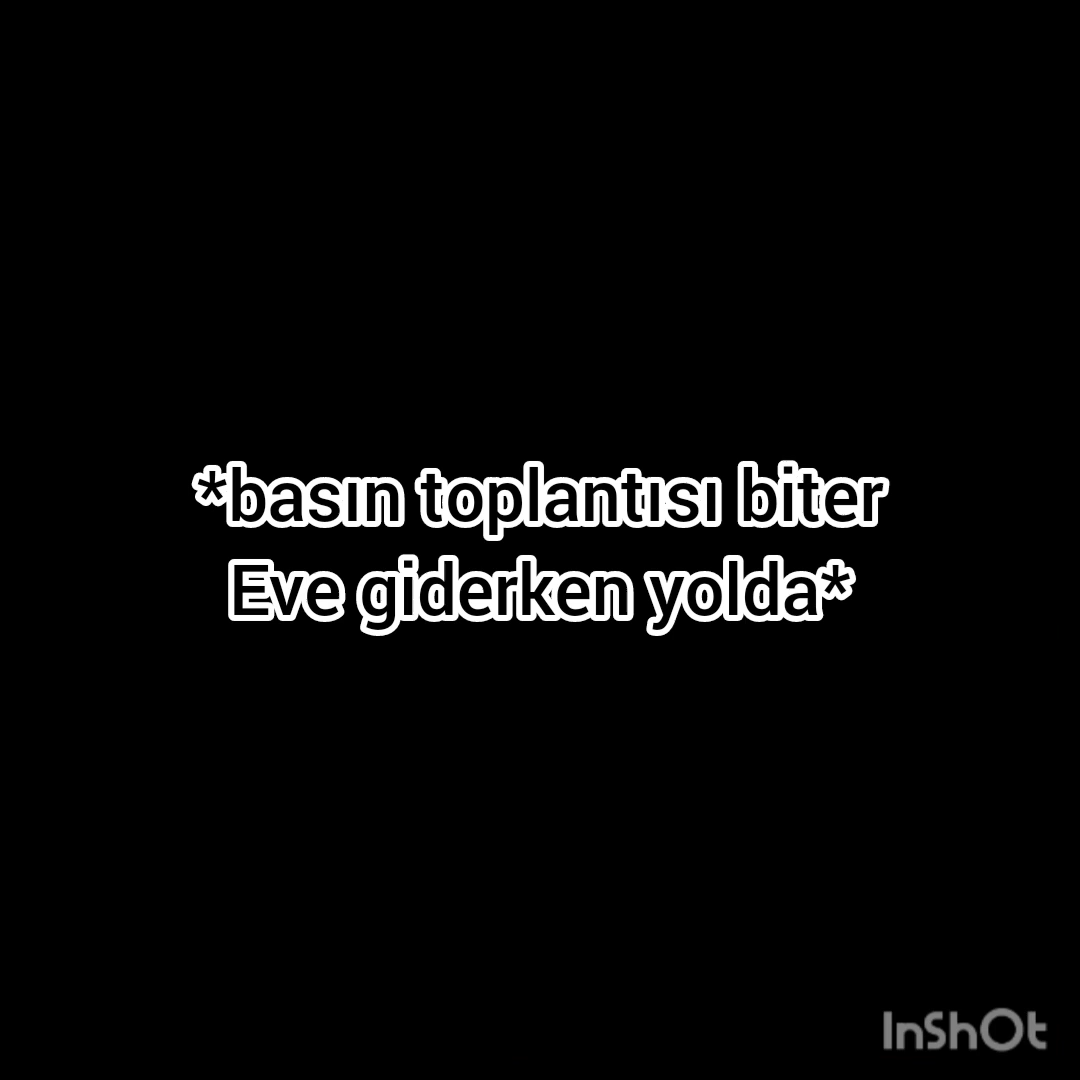 *basın toplantısı biter
Eve giderken yolda*
InShOt